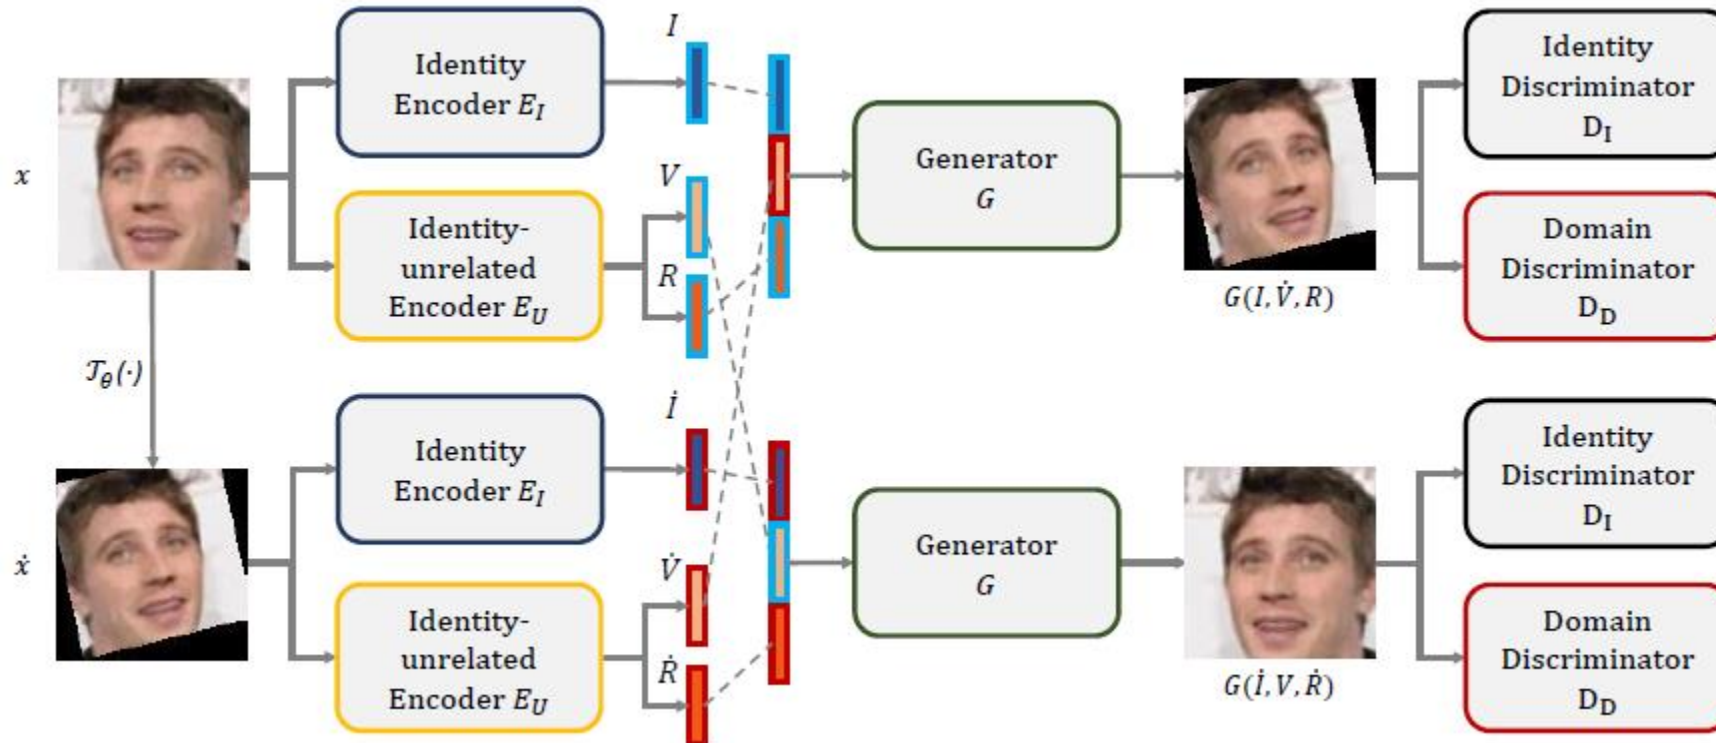 x
Identity
Encoder E_I
Identity-
unrelated
Encoder E_U
I
V
R
Generator
G
G(I, V̇, R)
Identity
Discriminator
D_I
Domain
Discriminator
D_D
𝒯_θ(·)
ẋ
Identity
Encoder E_I
Identity-
unrelated
Encoder E_U
İ
V̇
Ṙ
Generator
G
G(İ, V, Ṙ)
Identity
Discriminator
D_I
Domain
Discriminator
D_D